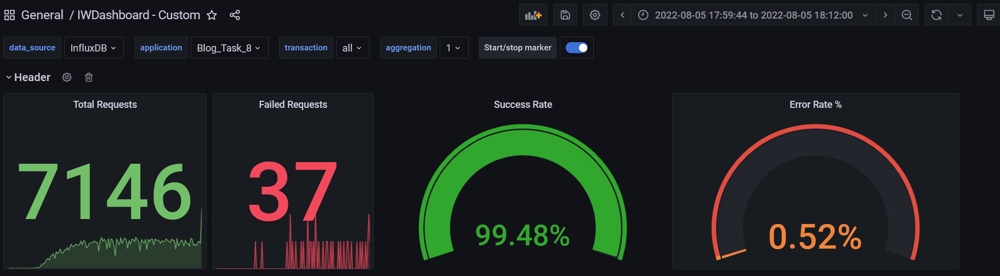 General / IWDashboard - Custom
2022-08-05 17:59:44 to 2022-08-05 18:12:00
data_source InfluxDB application Blog_Task_8 transaction all aggregation 1 Start/stop marker
Header
Total Requests
7146
Failed Requests
37
Success Rate
99.48%
Error Rate %
0.52%